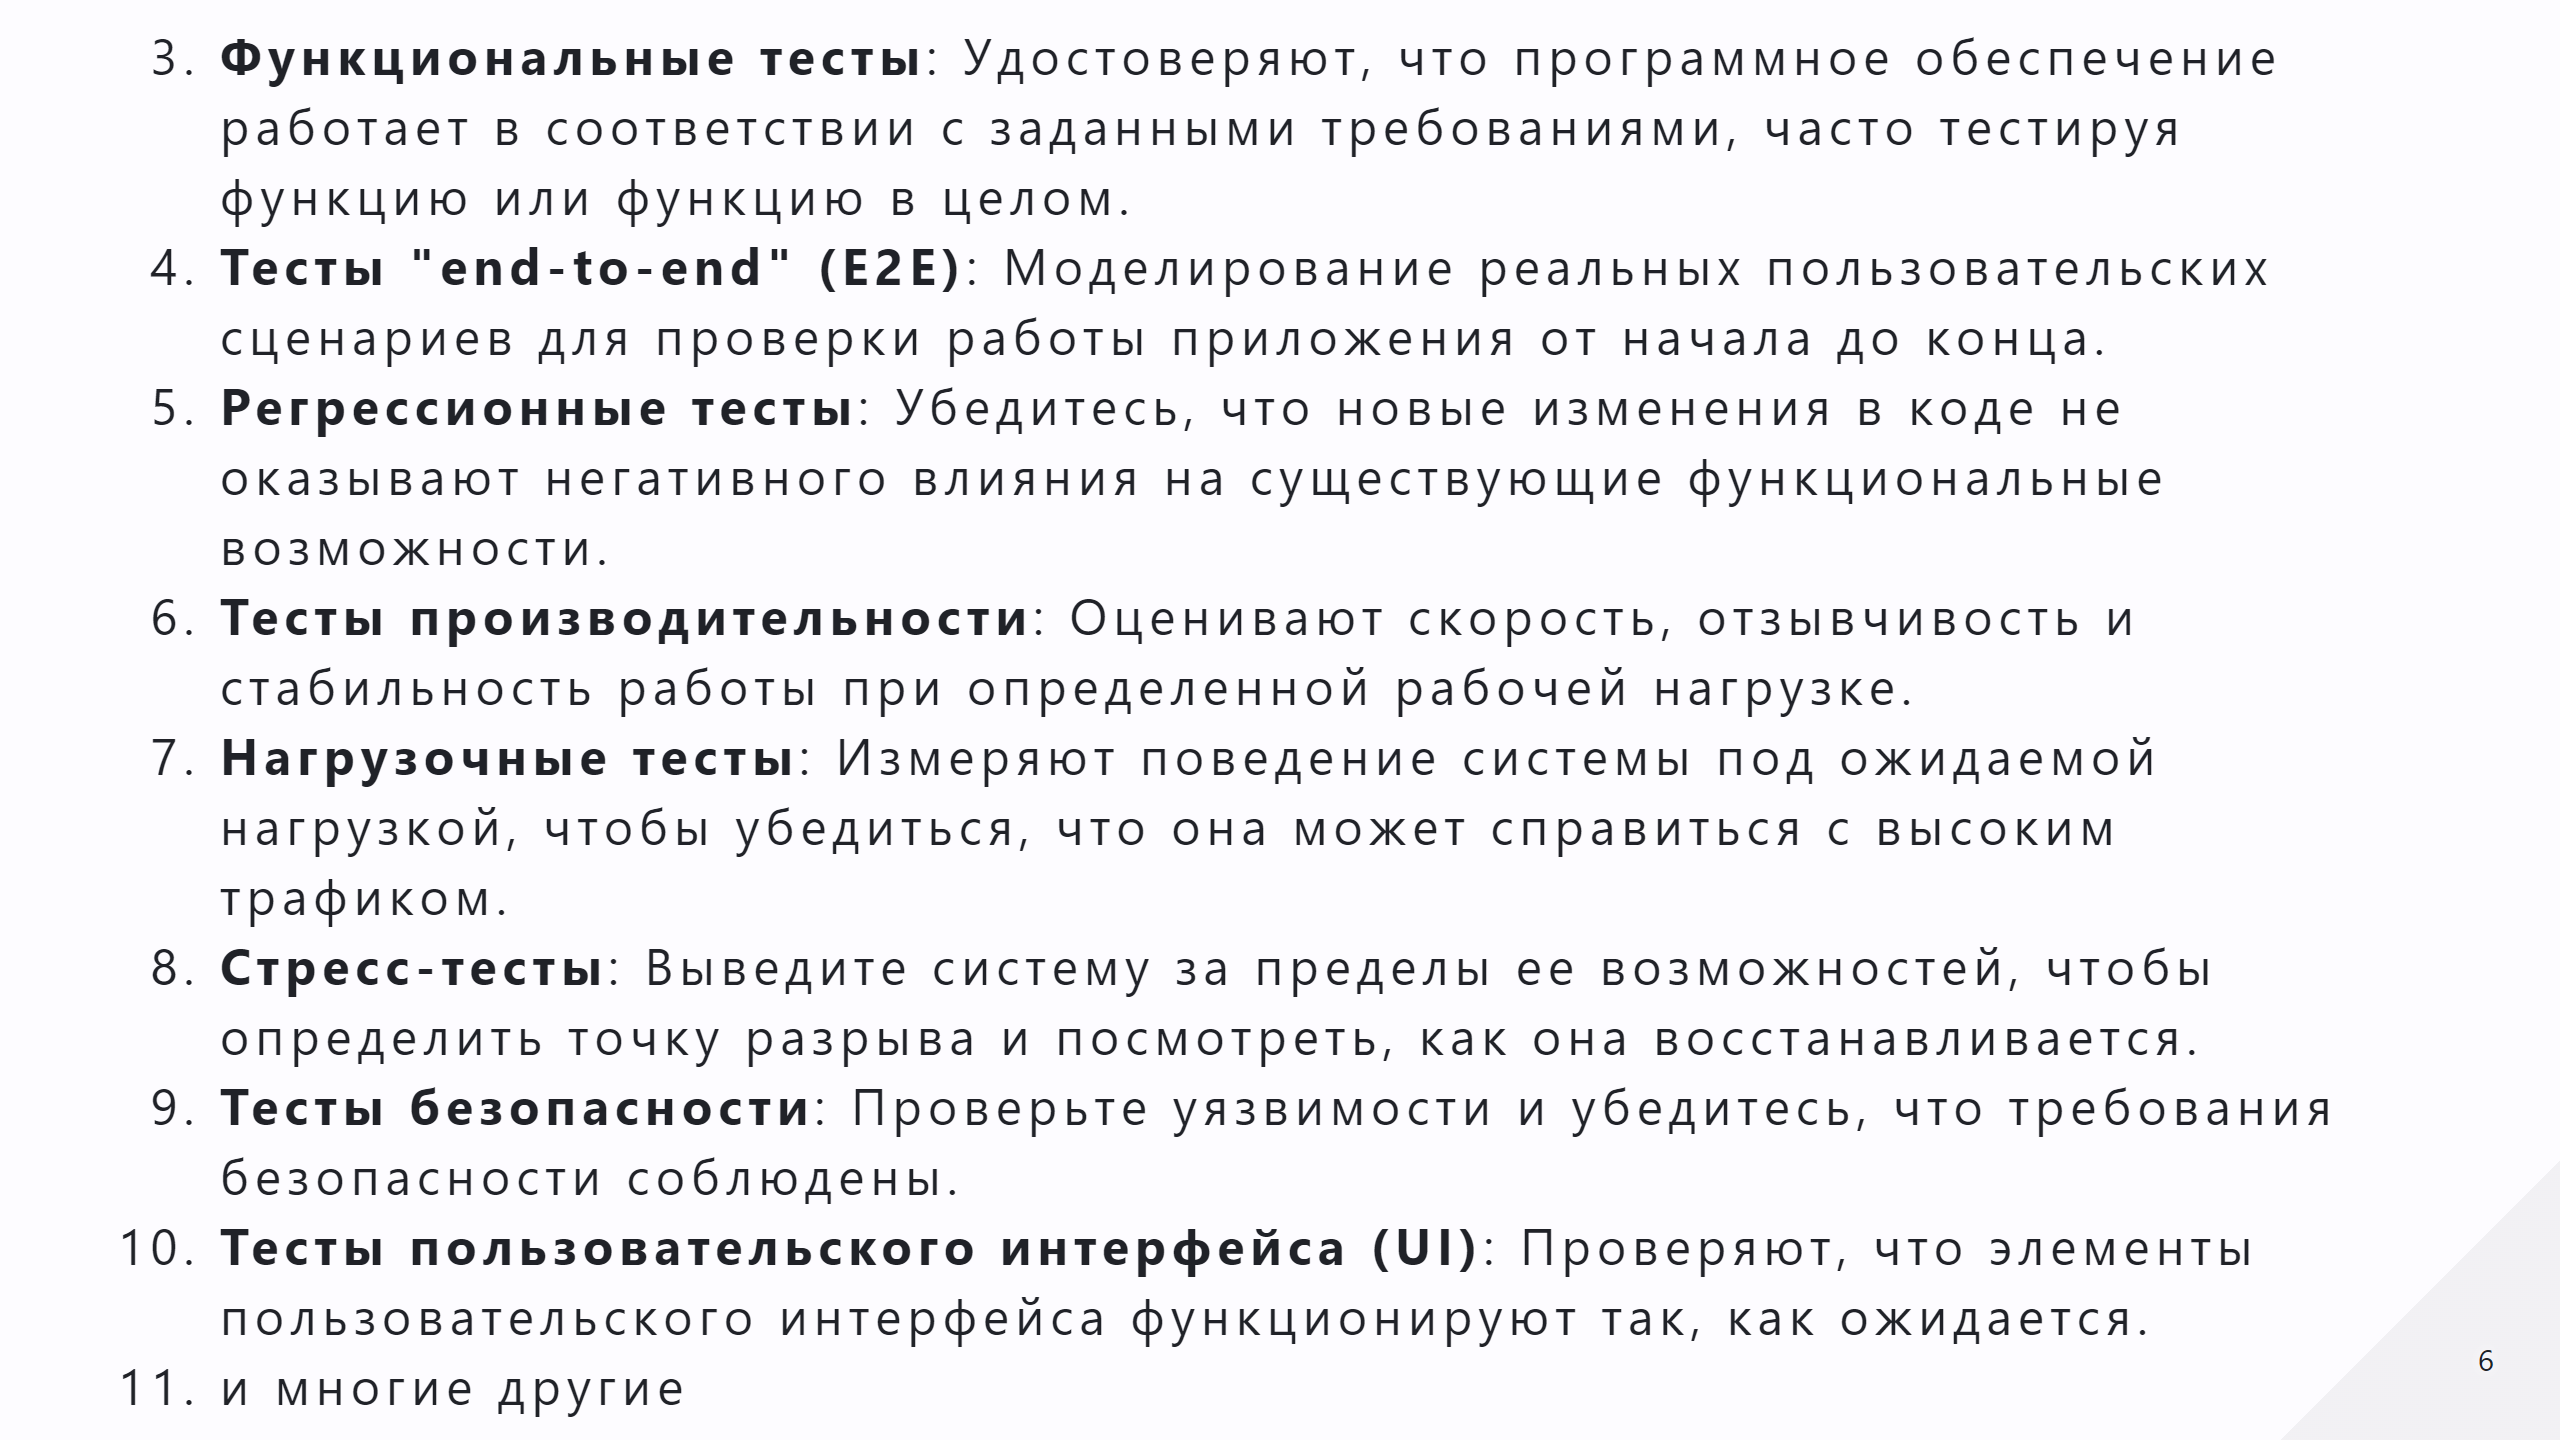 3. Функциональные тесты: Удостоверяют, что программное обеспечение
работает в соответствии с заданными требованиями, часто тестируя
функцию или функцию в целом.
4. Тесты "end-to-end" (E2E): Моделирование реальных пользовательских
сценариев для проверки работы приложения от начала до конца.
5. Регрессионные тесты: Убедитесь, что новые изменения в коде не
оказывают негативного влияния на существующие функциональные
возможности.
6. Тесты производительности: Оценивают скорость, отзывчивость и
стабильность работы при определенной рабочей нагрузке.
7. Нагрузочные тесты: Измеряют поведение системы под ожидаемой
нагрузкой, чтобы убедиться, что она может справиться с высоким
трафиком.
8. Стресс-тесты: Выведите систему за пределы ее возможностей, чтобы
определить точку разрыва и посмотреть, как она восстанавливается.
9. Тесты безопасности: Проверьте уязвимости и убедитесь, что требования
безопасности соблюдены.
10. Тесты пользовательского интерфейса (UI): Проверяют, что элементы
пользовательского интерфейса функционируют так, как ожидается.
11. и многие другие
6